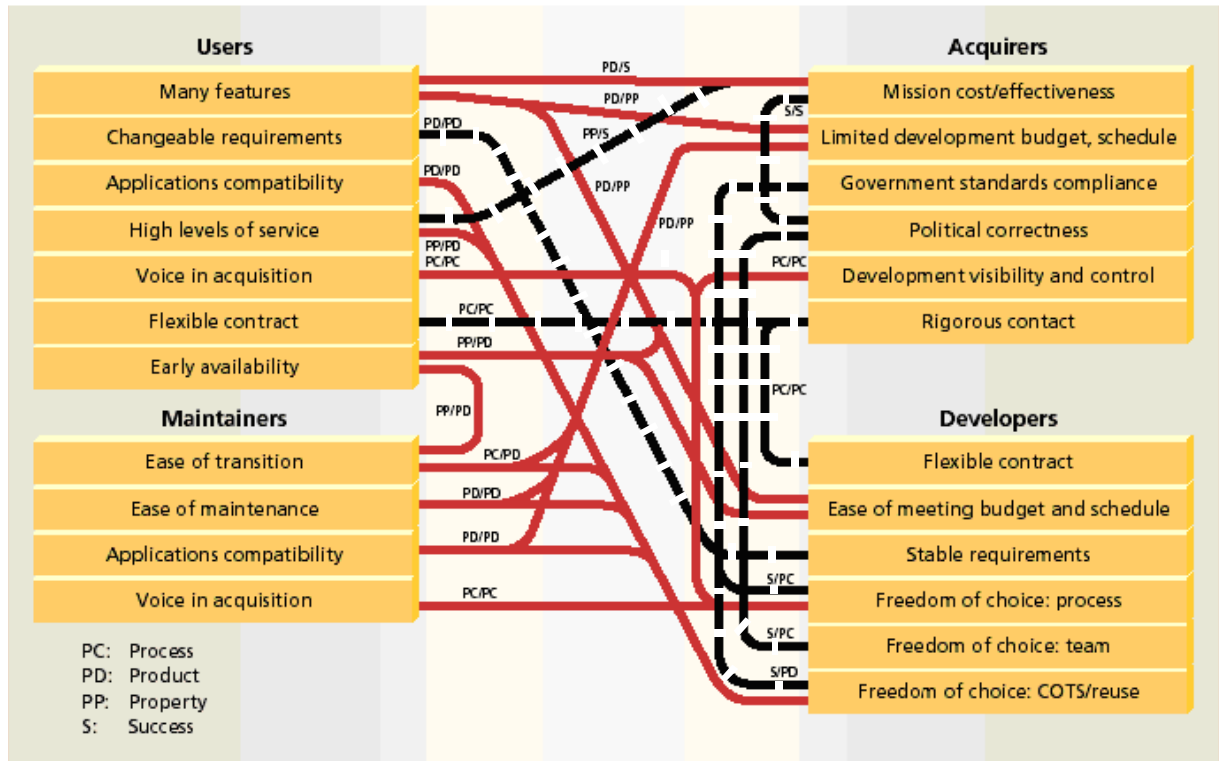 Users
Many features
Changeable requirements
Applications compatibility
High levels of service
Voice in acquisition
Flexible contract
Early availability
Maintainers
Ease of transition
Ease of maintenance
Applications compatibility
Voice in acquisition
PC: Process
PD: Product
PP: Property
S: Success
PD/S
PD/PP
PD/PD
PP/S
PD/PD
PD/PP
PD/PP
PP/PD
PC/PC
PC/PC
PP/PD
PP/PD
PC/PD
PD/PD
PD/PD
PC/PC
S/S
PC/PC
PC/PC
S/PC
S/PC
S/PD
Acquirers
Mission cost/effectiveness
Limited development budget, schedule
Government standards compliance
Political correctness
Development visibility and control
Rigorous contact
Developers
Flexible contract
Ease of meeting budget and schedule
Stable requirements
Freedom of choice: process
Freedom of choice: team
Freedom of choice: COTS/reuse